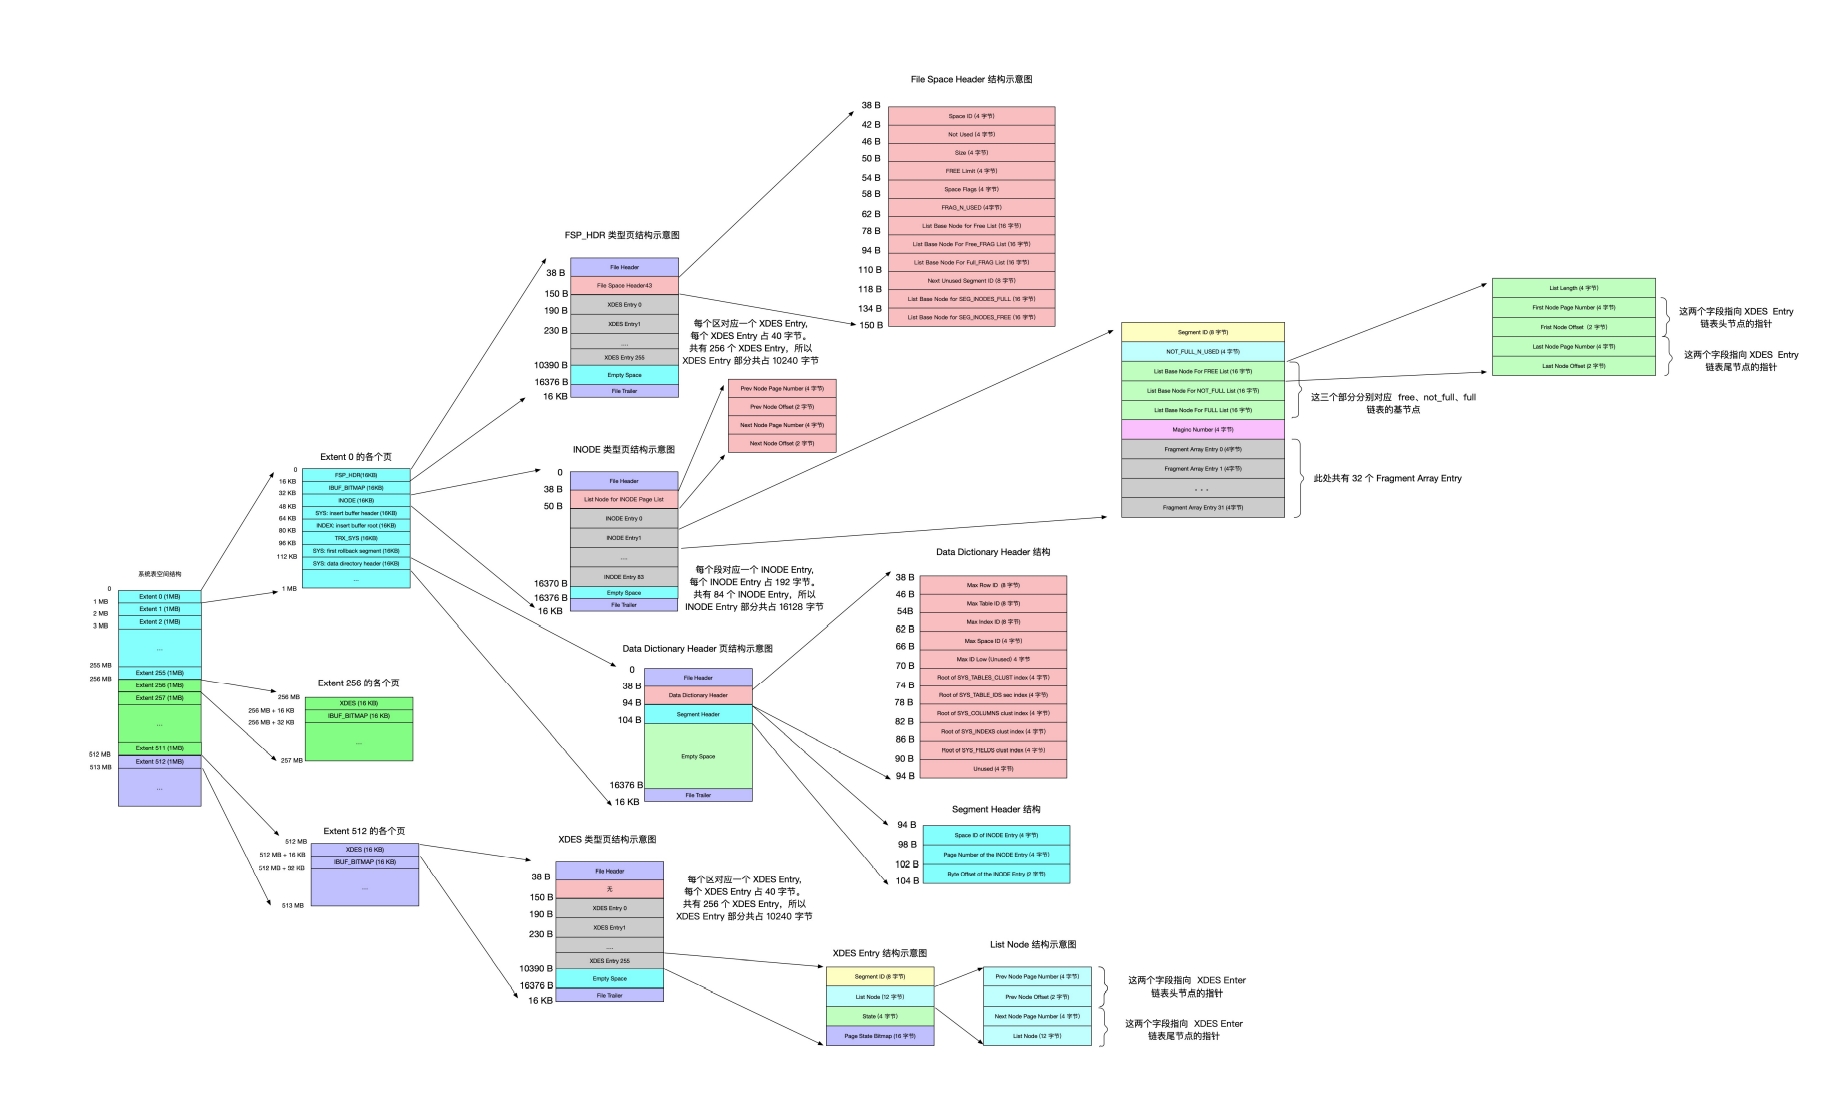 File Space Header 结构示意图
38 B
42 B
46 B
50 B
54 B
58 B
62 B
78 B
94 B
110 B
118 B
134 B
150 B
Space ID (4 字节)
Not Used (4 字节)
Size (4 字节)
FREE Limit (4 字节)
Space Flags (4 字节)
FRAG_N_USED (4字节)
List Base Node for Free List (16 字节)
List Base Node For Free_FRAG List (16 字节)
List Base Node For Full_FRAG List (16 字节)
Next Unused Segment ID (8 字节)
List Base Node for SEG_INODES_FULL (16 字节)
List Base Node for SEG_INODES_FREE (16 字节)
FSP_HDR 类型页结构示意图
38 B
150 B
190 B
230 B
10390 B
16376 B
16 KB
File Header
File Space Header43
XDES Entry 0
XDES Entry1
....
XDES Entry 255
Empty Space
File Trailer
每个区对应一个 XDES Entry,
每个 XDES Entry 占 40 字节。
共有 256 个 XDES Entry，所以
XDES Entry 部分共占 10240 字节
Prev Node Page Number (4 字节)
Prev Node Offset (2 字节)
Next Node Page Number (4 字节)
Next Node Offset (2 字节)
Segment ID (8 字节)
NOT_FULL_N_USED (4 字节)
List Base Node For FREE List (16 字节)
List Base Node For NOT_FULL List (16 字节)
List Base Node For FULL List (16 字节)
Maginc Number (4 字节)
Fragment Array Entry 0 (4字节)
Fragment Array Entry 1 (4字节)
. . .
Fragment Array Entry 31 (4字节)
这三个部分分别对应 free、not_full、full
链表的基节点
此处共有 32 个 Fragment Array Entry
List Length (4 字节)
First Node Page Number (4 字节)
Frist Node Offset（2 字节)
Last Node Page Number (4 字节)
Last Node Offset (2 字节)
这两个字段指向 XDES Entry
链表头节点的指针
这两个字段指向 XDES Entry
链表尾节点的指针
INODE 类型页结构示意图
0
38 B
50 B
16370 B
16376 B
16 KB
File Header
List Node for INODE Page List
INODE Entry 0
INODE Entry1
....
INODE Entry 83
Empty Space
File Trailer
每个段对应一个 INODE Entry,
每个 INODE Entry 占 192 字节。
共有 84 个 INODE Entry，所以
INODE Entry 部分共占 16128 字节
Extent 0 的各个页
0
16 KB
32 KB
48 KB
64 KB
80 KB
96 KB
112 KB
1 MB
FSP_HDR(16KB)
IBUF_BITMAP (16KB)
INODE (16KB)
SYS: insert buffer header (16KB)
INDEX: insert buffer root (16KB)
TRX_SYS (16KB)
SYS: first rollback segment (16KB)
SYS: data directory header (16KB)
...
系统表空间结构
0
1 MB
2 MB
3 MB
255 MB
256 MB
512 MB
513 MB
Extent 0 (1MB)
Extent 1 (1MB)
Extent 2 (1MB)
...
Extent 255 (1MB)
Extent 256 (1MB)
Extent 257 (1MB)
...
Extent 511 (1MB)
Extent 512 (1MB)
...
Extent 256 的各个页
256 MB
256 MB + 16 KB
256 MB + 32 KB
257 MB
XDES (16 KB)
IBUF_BITMAP (16 KB)
...
Extent 512 的各个页
512 MB
512 MB + 16 KB
512 MB + 32 KB
513 MB
XDES (16 KB)
IBUF_BITMAP (16 KB)
....
Data Dictionary Header 页结构示意图
0
38 B
94 B
104 B
16376 B
16 KB
File Header
Data Dictionary Header
Segment Header
Empty Space
File Trailer
Data Dictionary Header 结构
38 B
46 B
54B
62 B
66 B
70 B
74 B
78 B
82 B
86 B
90 B
94 B
Max Row ID (8 字节)
Max Table ID (8 字节)
Max Index ID (8 字节)
Max Space ID (4 字节)
Max ID Low (Unused) 4 字节
Root of SYS_TABLES_CLUST index (4 字节)
Root of SYS_TABLE_IDS sec index (4 字节)
Root of SYS_COLUMNS clust index (4 字节)
Root of SYS_INDEXS clust index (4 字节)
Root of SYS_FIELDS clust index (4 字节)
Unused (4 字节)
Segment Header 结构
94 B
98 B
102 B
104 B
Space ID of INODE Entry (4 字节)
Page Number of the INODE Entry (4 字节)
Byte Offset of the INODE Entry (2 字节)
XDES 类型页结构示意图
38 B
150 B
190 B
230 B
10390 B
16376 B
16 KB
File Header
无
XDES Entry 0
XDES Entry1
....
XDES Entry 255
Empty Space
File Trailer
每个区对应一个 XDES Entry,
每个 XDES Entry 占 40 字节。
共有 256 个 XDES Entry，所以
XDES Entry 部分共占 10240 字节
XDES Entry 结构示意图
Segment ID (8 字节)
List Node (12 字节)
State (4 字节)
Page State Bitmap (16 字节)
List Node 结构示意图
Prev Node Page Number (4 字节)
Prev Node Offset (2 字节)
Next Node Page Number (4 字节)
List Node (12 字节)
这两个字段指向 XDES Enter
链表头节点的指针
这两个字段指向 XDES Enter
链表尾节点的指针